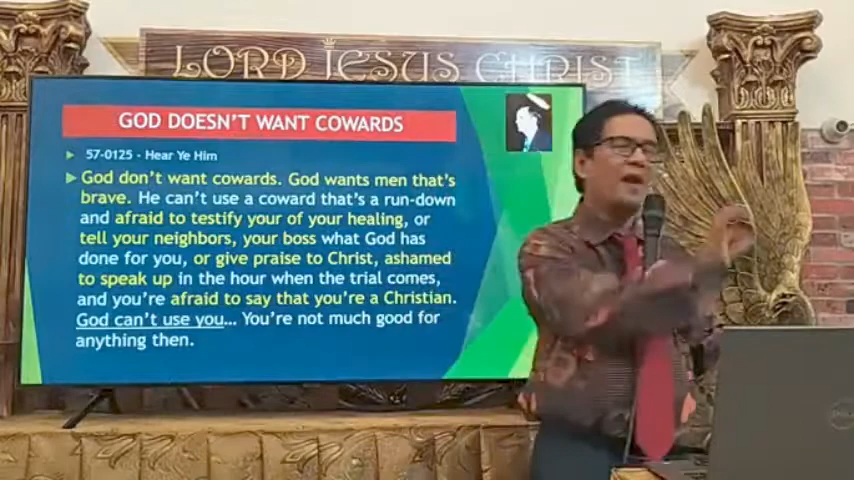 LORD JESUS CHRIST
GOD DOESN'T WANT COWARDS
57-0125 - Hear Ye Him
God don't want cowards. God wants men that's
brave. He can't use a coward that's a run-down
and afraid to testify your of your healing, or
tell your neighbors, your boss what God has
done for you, or give praise to Christ, ashamed
to speak up in the hour when the trial comes,
and you're afraid to say that you're a Christian.
God can't use you... You're not much good for
anything then.
DELL